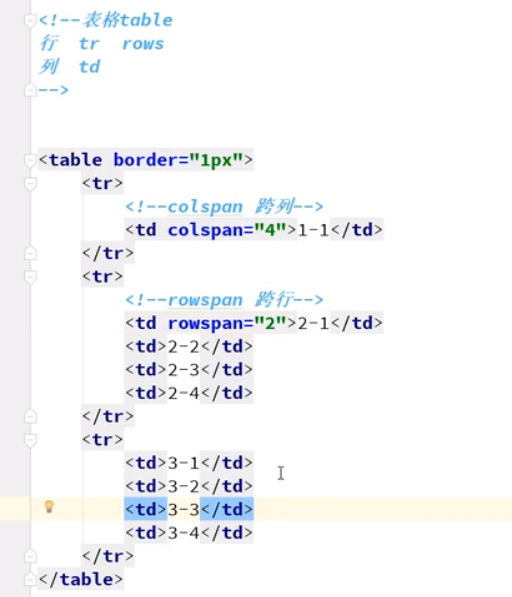 <!--表格table
行  tr  rows
列  td
-->
<table border="1px">
<tr>
<!--colspan 跨列-->
<td colspan="4">1-1</td>
</tr>
<tr>
<!--rowspan 跨行-->
<td rowspan="2">2-1</td>
<td>2-2</td>
<td>2-3</td>
<td>2-4</td>
</tr>
<tr>
<td>3-1</td>
<td>3-2</td>
<td>3-3</td>
<td>3-4</td>
</tr>
</table>